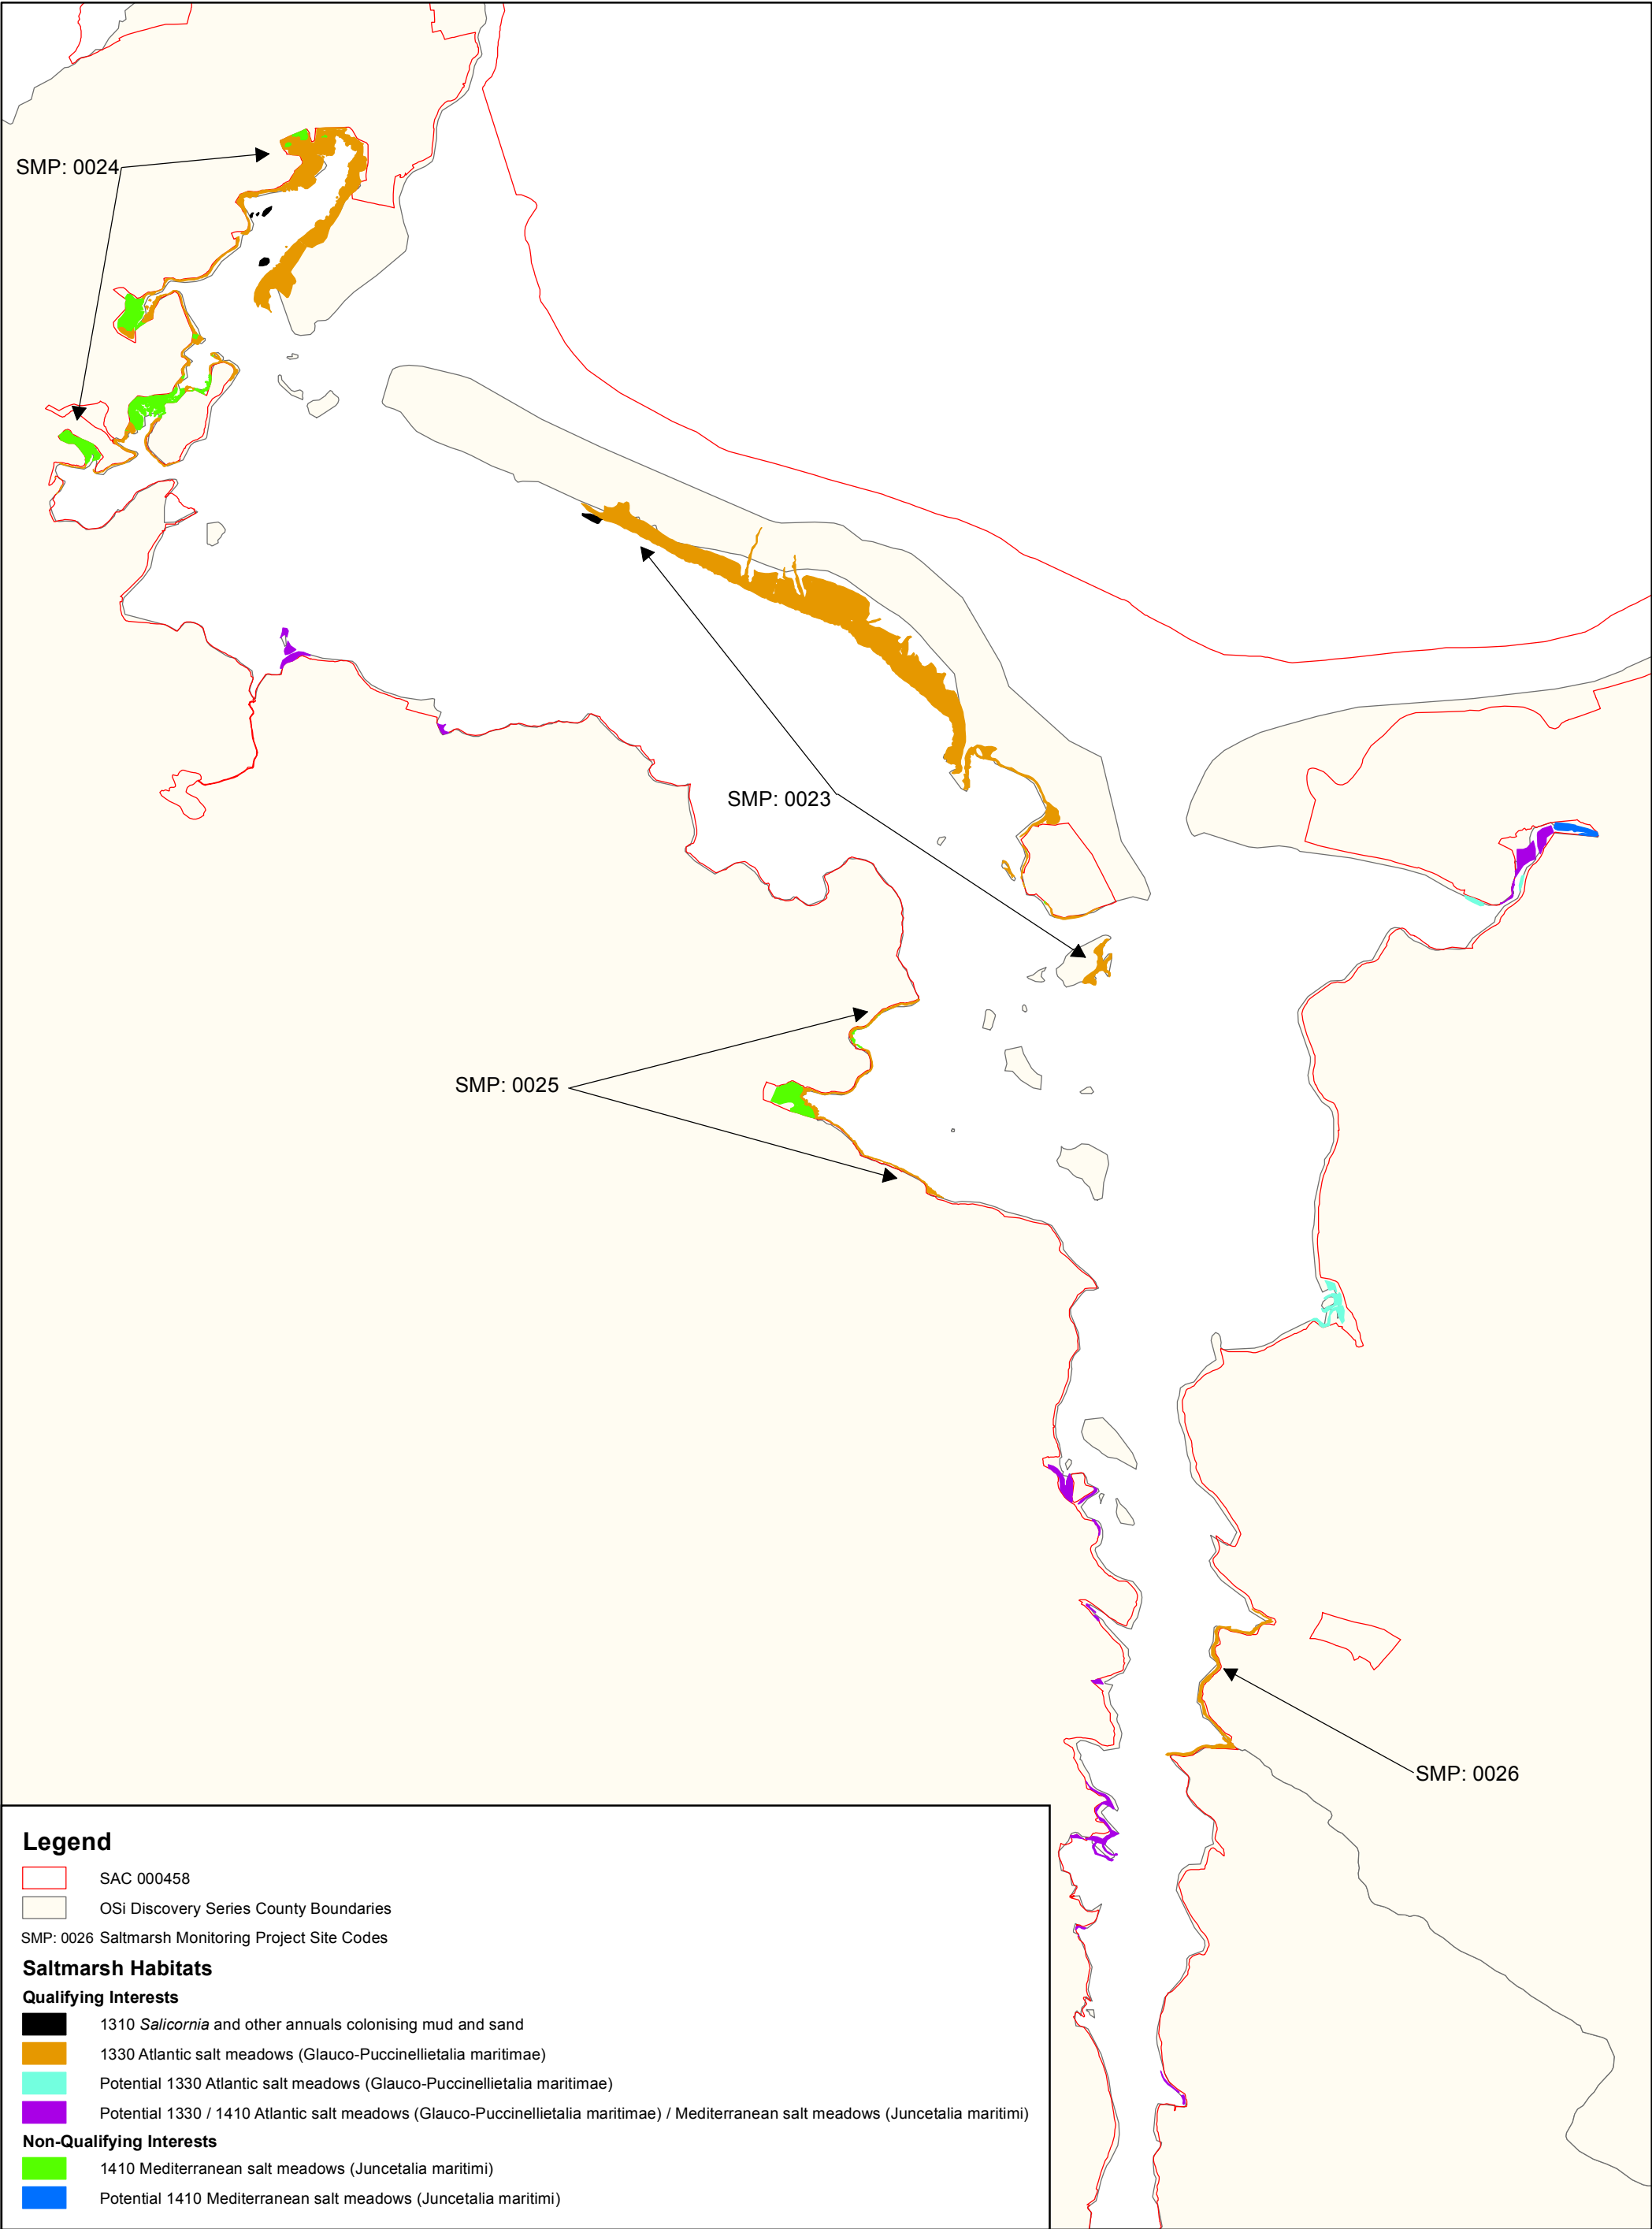 SMP: 0024
SMP: 0023
SMP: 0025
SMP: 0026
Legend
SAC 000458
OSi Discovery Series County Boundaries
SMP: 0026 Saltmarsh Monitoring Project Site Codes
Saltmarsh Habitats
Qualifying Interests
1310 Salicornia and other annuals colonising mud and sand
1330 Atlantic salt meadows (Glauco-Puccinellietalia maritimae)
Potential 1330 Atlantic salt meadows (Glauco-Puccinellietalia maritimae)
Potential 1330 / 1410 Atlantic salt meadows (Glauco-Puccinellietalia maritimae) / Mediterranean salt meadows (Juncetalia maritimi)
Non-Qualifying Interests
1410 Mediterranean salt meadows (Juncetalia maritimi)
Potential 1410 Mediterranean salt meadows (Juncetalia maritimi)